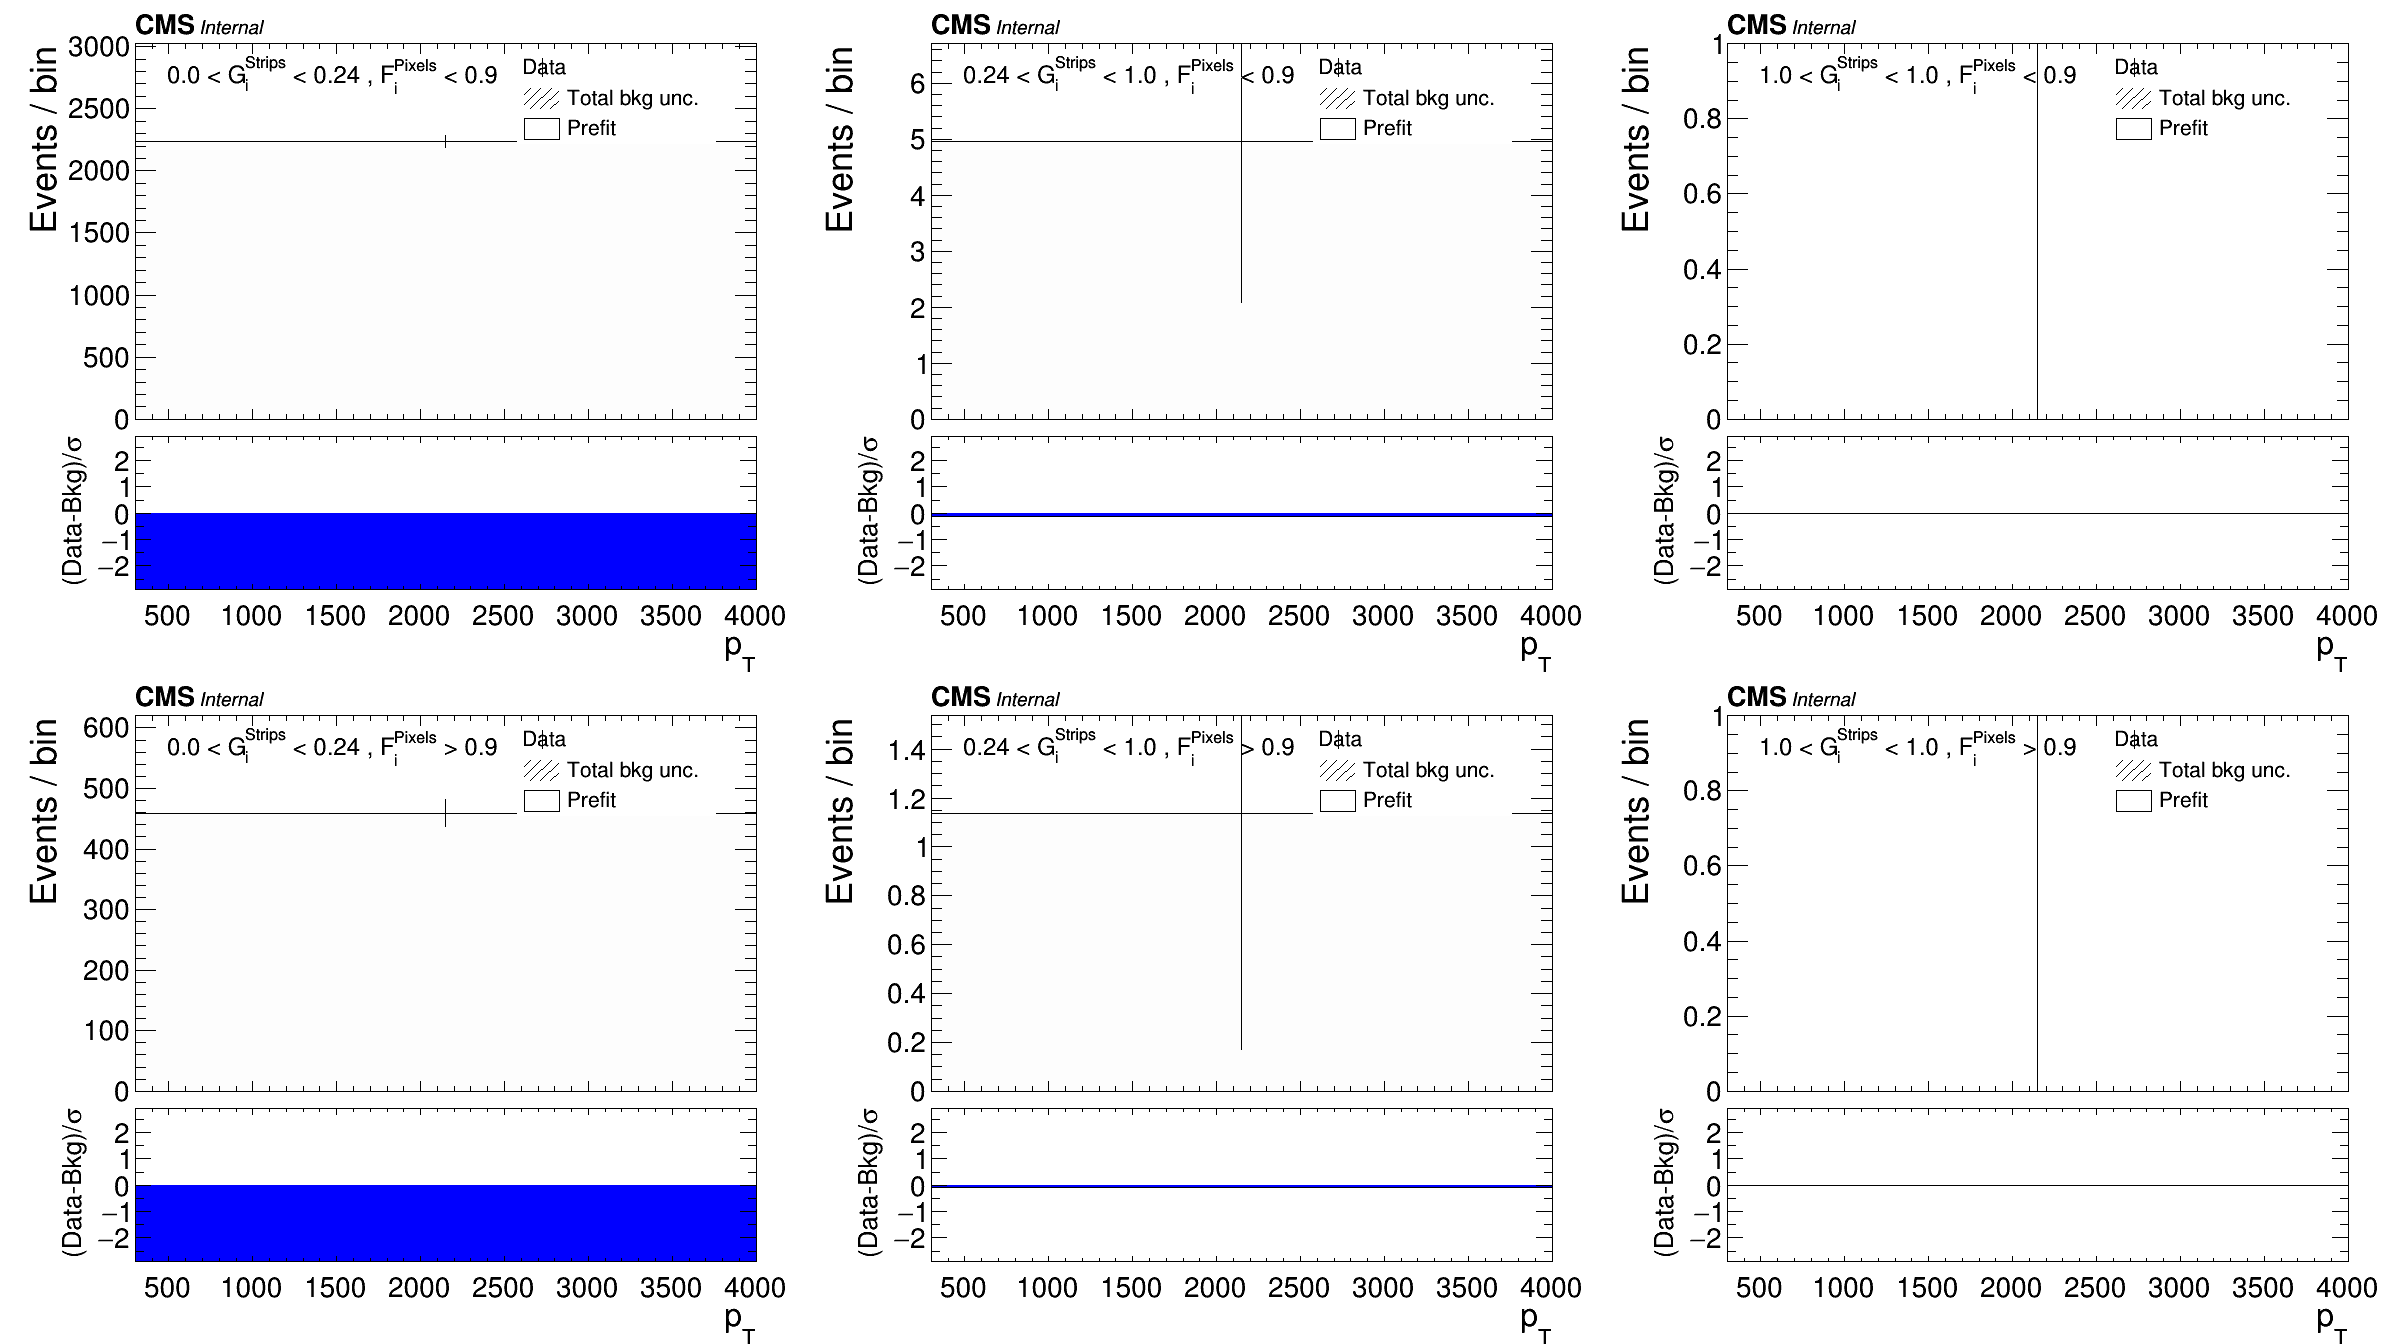 CMS Internal
Events / bin
3000
2500
2000
1500
1000
500
0
0.0 < G_i^Strips < 0.24 , F_i^Pixels < 0.9
Data
Total bkg unc.
Prefit
(Data-Bkg)/σ
2
1
0
−1
−2
500 1000 1500 2000 2500 3000 3500 4000
p_T
CMS Internal
Events / bin
6
5
4
3
2
1
0
0.24 < G_i^Strips < 1.0 , F_i^Pixels < 0.9
Data
Total bkg unc.
Prefit
(Data-Bkg)/σ
2
1
0
−1
−2
500 1000 1500 2000 2500 3000 3500 4000
p_T
CMS Internal
Events / bin
1
0.8
0.6
0.4
0.2
0
1.0 < G_i^Strips < 1.0 , F_i^Pixels < 0.9
Data
Total bkg unc.
Prefit
(Data-Bkg)/σ
2
1
0
−1
−2
500 1000 1500 2000 2500 3000 3500 4000
p_T
CMS Internal
Events / bin
600
500
400
300
200
100
0
0.0 < G_i^Strips < 0.24 , F_i^Pixels > 0.9
Data
Total bkg unc.
Prefit
(Data-Bkg)/σ
2
1
0
−1
−2
500 1000 1500 2000 2500 3000 3500 4000
p_T
CMS Internal
Events / bin
1.4
1.2
1
0.8
0.6
0.4
0.2
0
0.24 < G_i^Strips < 1.0 , F_i^Pixels > 0.9
Data
Total bkg unc.
Prefit
(Data-Bkg)/σ
2
1
0
−1
−2
500 1000 1500 2000 2500 3000 3500 4000
p_T
CMS Internal
Events / bin
1
0.8
0.6
0.4
0.2
0
1.0 < G_i^Strips < 1.0 , F_i^Pixels > 0.9
Data
Total bkg unc.
Prefit
(Data-Bkg)/σ
2
1
0
−1
−2
500 1000 1500 2000 2500 3000 3500 4000
p_T